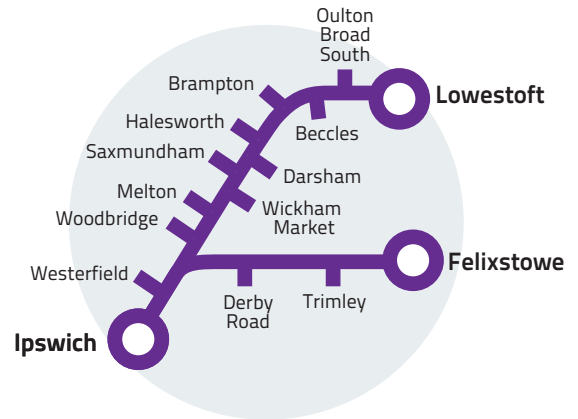 Oulton
Broad
South
Brampton
Lowestoft
Halesworth
Beccles
Saxmundham
Darsham
Melton
Wickham
Market
Woodbridge
Westerfield
Felixstowe
Derby
Road
Trimley
Ipswich